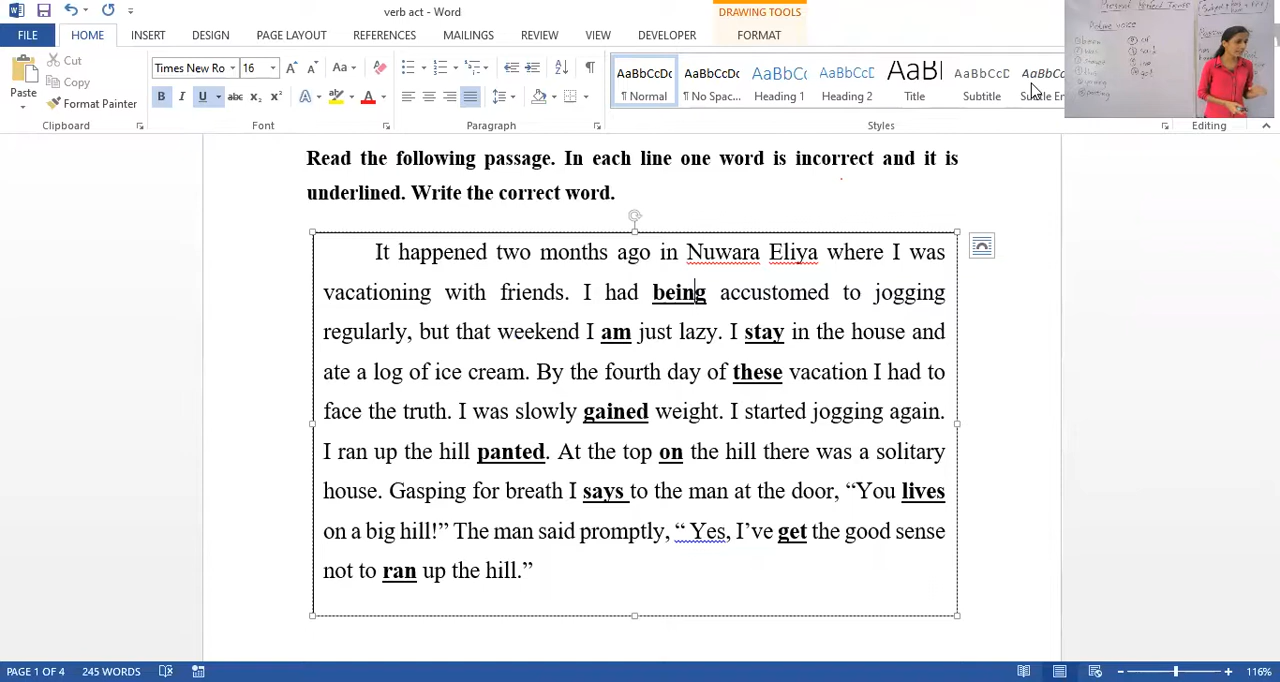 verb act - Word
DRAWING TOOLS
FILE
HOME
INSERT
DESIGN
PAGE LAYOUT
REFERENCES
MAILINGS
REVIEW
VIEW
DEVELOPER
FORMAT
Paste
Cut
Copy
Format Painter
Clipboard
Times New Ro
16
Font
Paragraph
AaBbCcDc
¶ Normal
AaBbCcDc
¶ No Spac...
AaBbCc
Heading 1
AaBbCcC
Heading 2
AaBl
Title
AaBbCcD
Subtitle
AaBbCc
Subtle Em
Styles
Editing
Read the following passage. In each line one word is incorrect and it is
underlined. Write the correct word.
It happened two months ago in Nuwara Eliya where I was
vacationing with friends. I had being accustomed to jogging
regularly, but that weekend I am just lazy. I stay in the house and
ate a log of ice cream. By the fourth day of these vacation I had to
face the truth. I was slowly gained weight. I started jogging again.
I ran up the hill panted. At the top on the hill there was a solitary
house. Gasping for breath I says to the man at the door, “You lives
on a big hill!” The man said promptly, “ Yes, I’ve get the good sense
not to ran up the hill.”
PAGE 1 OF 4
245 WORDS
116%